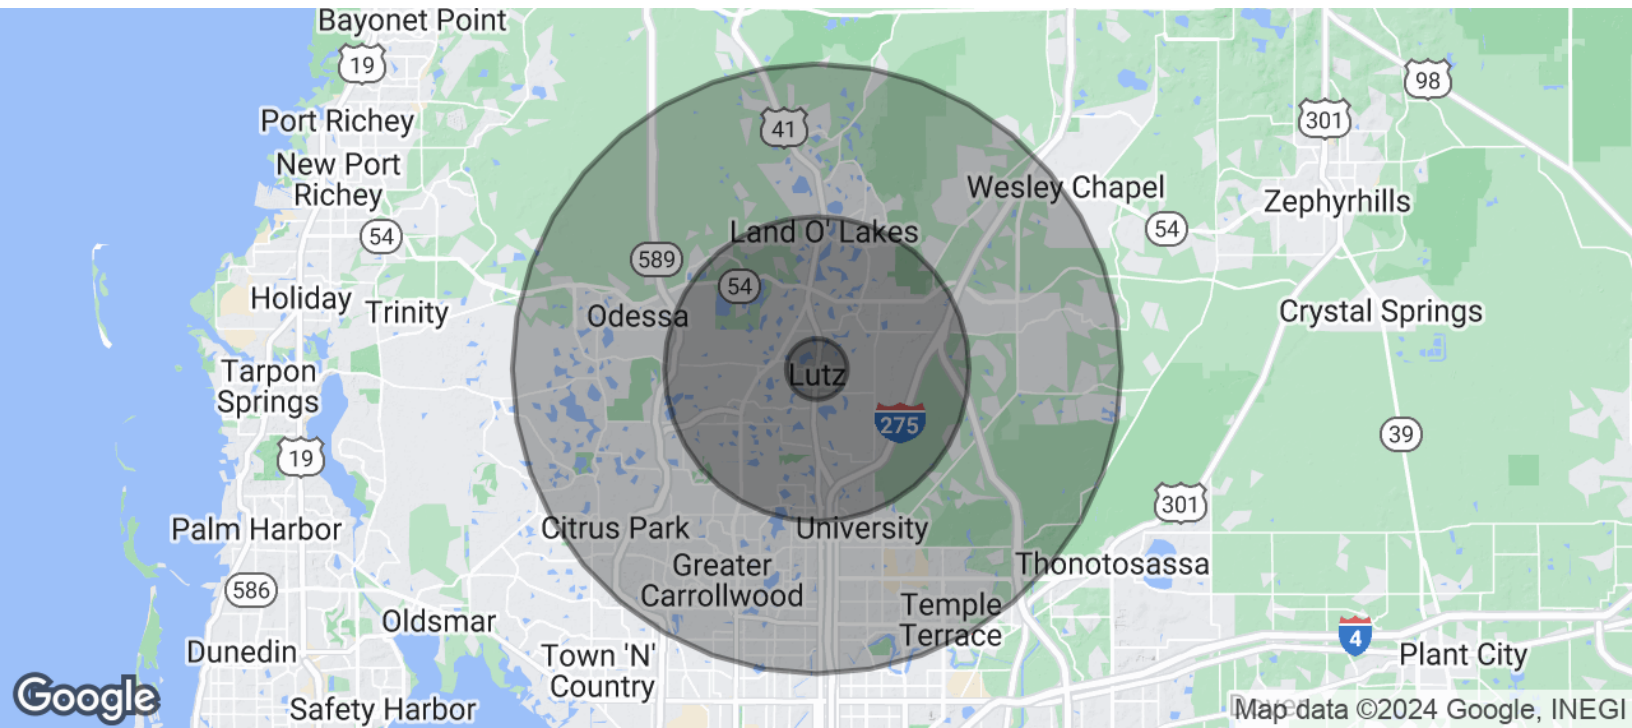 Bayonet Point
19
98
Port Richey
41
301
New Port
Richey
Wesley Chapel
Zephyrhills
54
Land O' Lakes
54
589
54
Holiday
Trinity
Odessa
Crystal Springs
Tarpon
Springs
Lutz
275
39
19
301
Palm Harbor
Citrus Park
University
Greater
Carrollwood
Thonotosassa
586
Temple
Terrace
Oldsmar
4
Dunedin
Town 'N'
Country
Plant City
Google
Safety Harbor
Map data ©2024 Google, INEGI